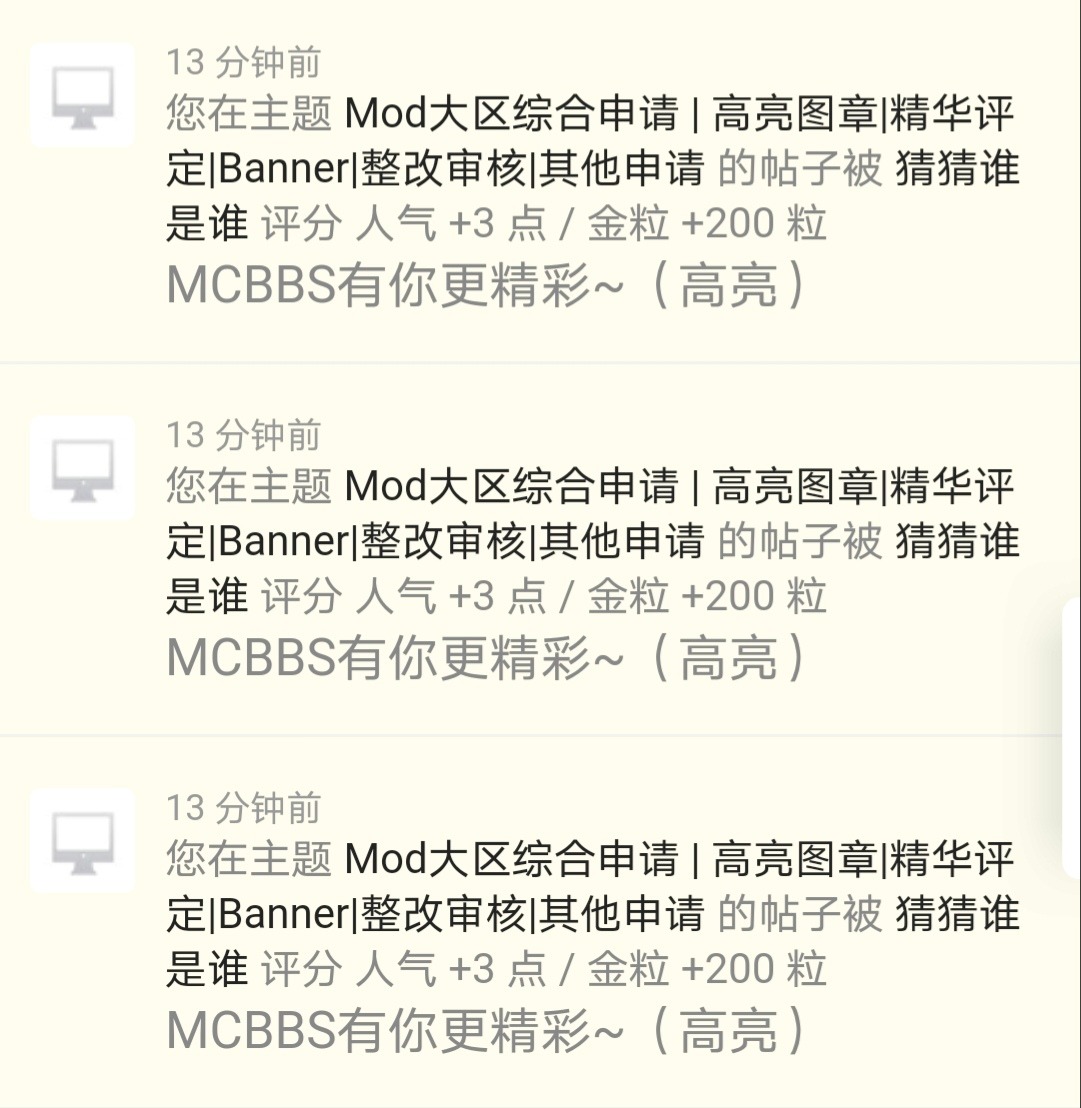 13 分钟前
您在主题 Mod大区综合申请 | 高亮图章|精华评
定|Banner|整改审核|其他申请 的帖子被 猜猜谁
是谁 评分 人气 +3 点 / 金粒 +200 粒
MCBBS有你更精彩~（高亮）
13 分钟前
您在主题 Mod大区综合申请 | 高亮图章|精华评
定|Banner|整改审核|其他申请 的帖子被 猜猜谁
是谁 评分 人气 +3 点 / 金粒 +200 粒
MCBBS有你更精彩~（高亮）
13 分钟前
您在主题 Mod大区综合申请 | 高亮图章|精华评
定|Banner|整改审核|其他申请 的帖子被 猜猜谁
是谁 评分 人气 +3 点 / 金粒 +200 粒
MCBBS有你更精彩~（高亮）